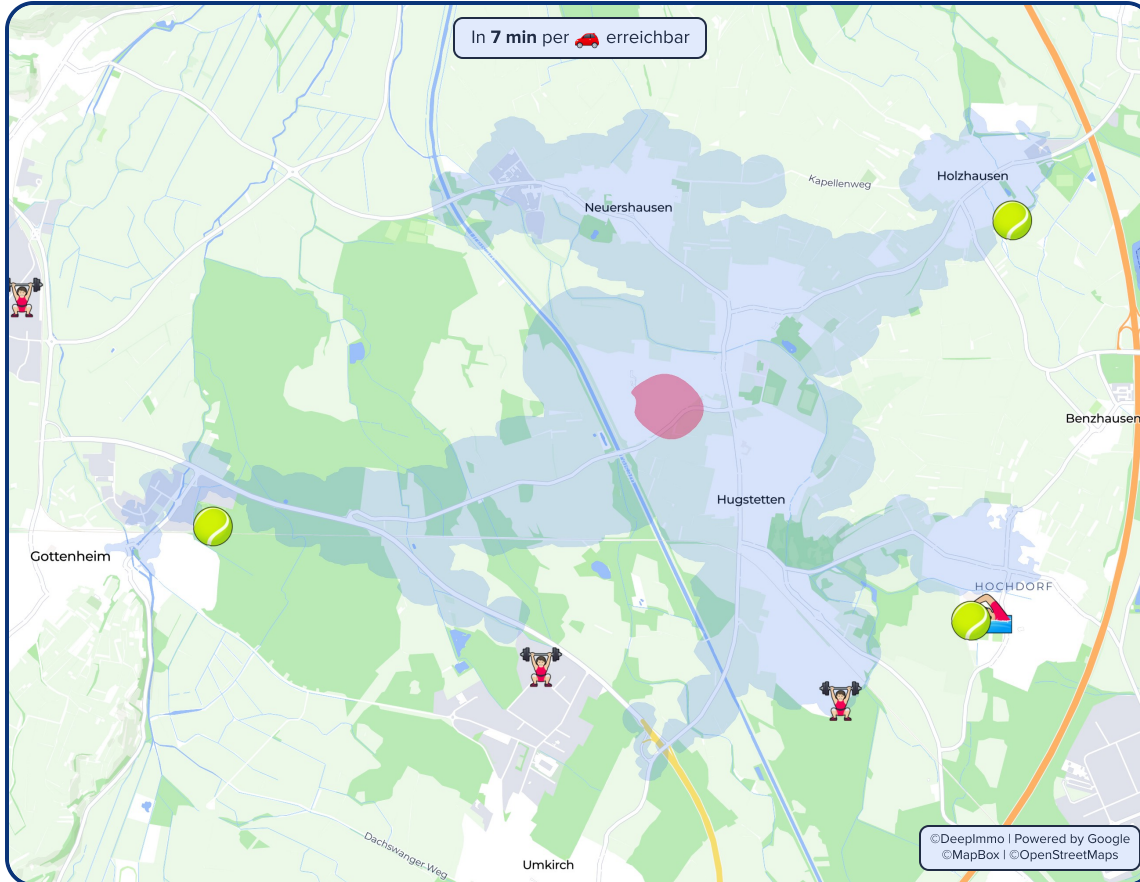 In 7 min per 🚗 erreichbar
Kapellenweg
Holzhausen
Neuershausen
Benzhausen
Hugstetten
Gottenheim
HOCHDORF
Dachswanger Weg
Umkirch
©DeepImmo | Powered by Google
©MapBox | ©OpenStreetMaps